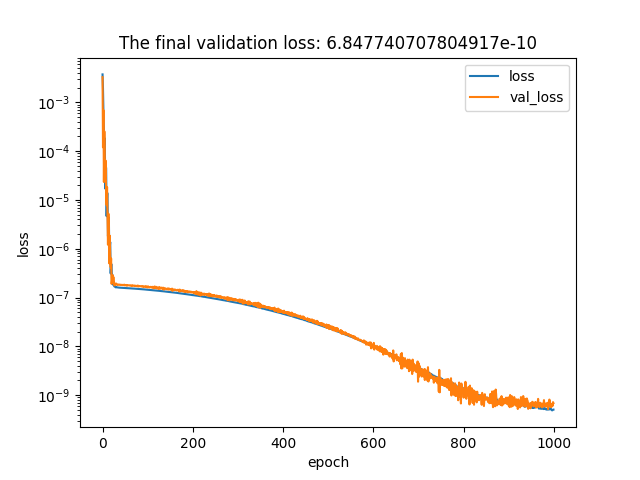 The final validation loss: 6.847740707804917e-10
loss
val_loss
10⁻³
10⁻⁴
10⁻⁵
10⁻⁶
10⁻⁷
10⁻⁸
10⁻⁹
loss
0 200 400 600 800 1000
epoch